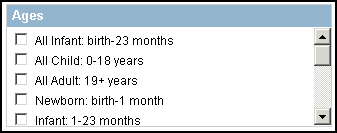 Ages
All Infant: birth-23 months
All Child: 0-18 years
All Adult: 19+ years
Newborn: birth-1 month
Infant: 1-23 months